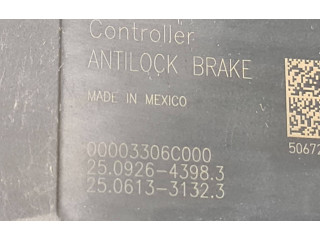 Controller
ANTILOCK BRAKE
MADE IN MEXICO
00003306C000
25.0926-4398.3
25.0613-3132.3
50672